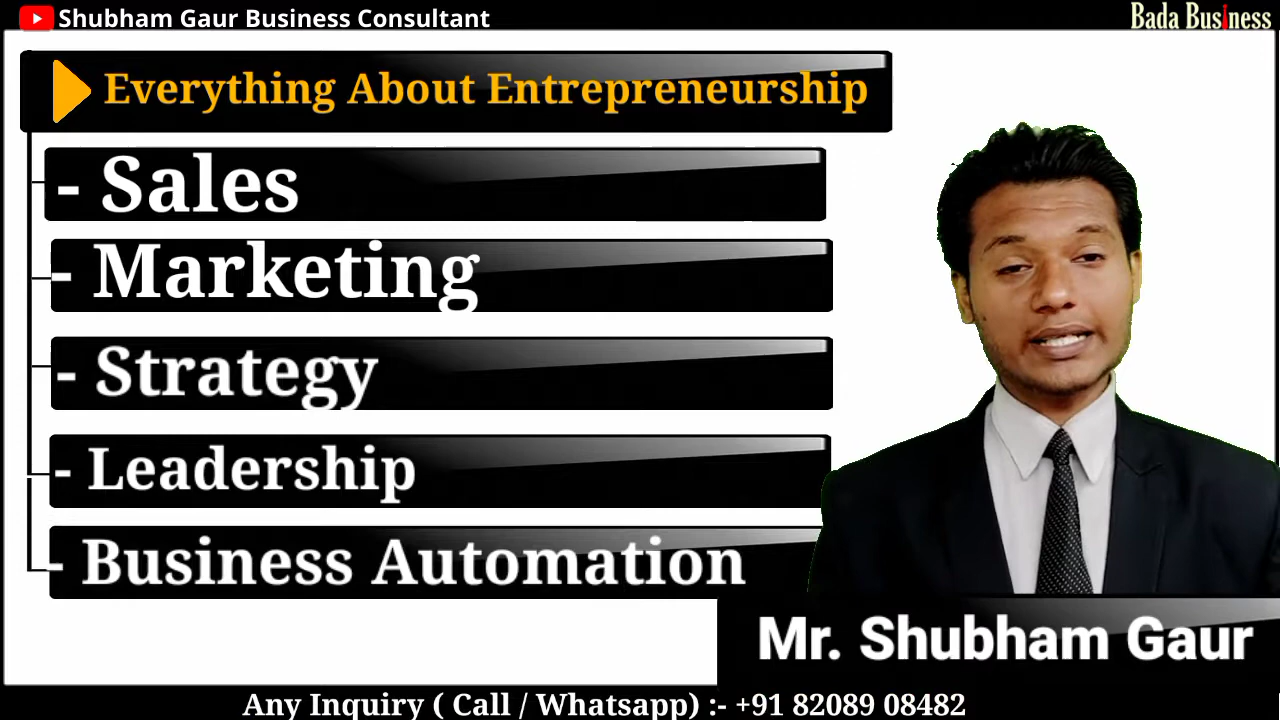 Shubham Gaur Business Consultant
Bada Business
Everything About Entrepreneurship
- Sales
- Marketing
- Strategy
- Leadership
- Business Automation
Mr. Shubham Gaur
Any Inquiry ( Call / Whatsapp) :- +91 82089 08482